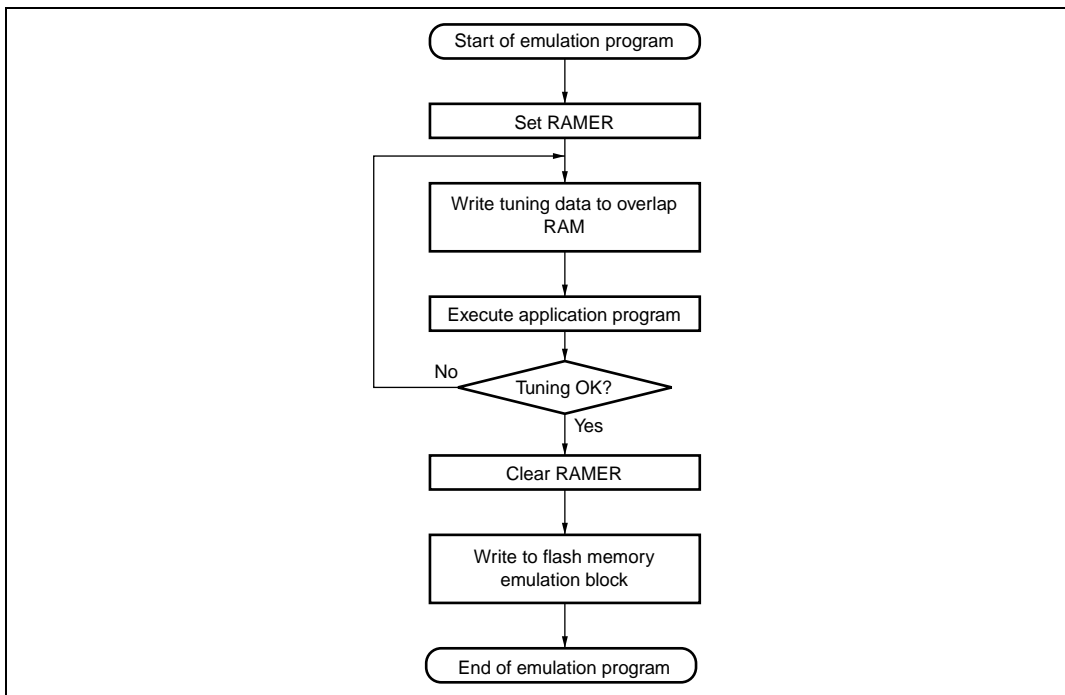 Start of emulation program
Set RAMER
Write tuning data to overlap
RAM
Execute application program
No
Tuning OK?
Yes
Clear RAMER
Write to flash memory
emulation block
End of emulation program